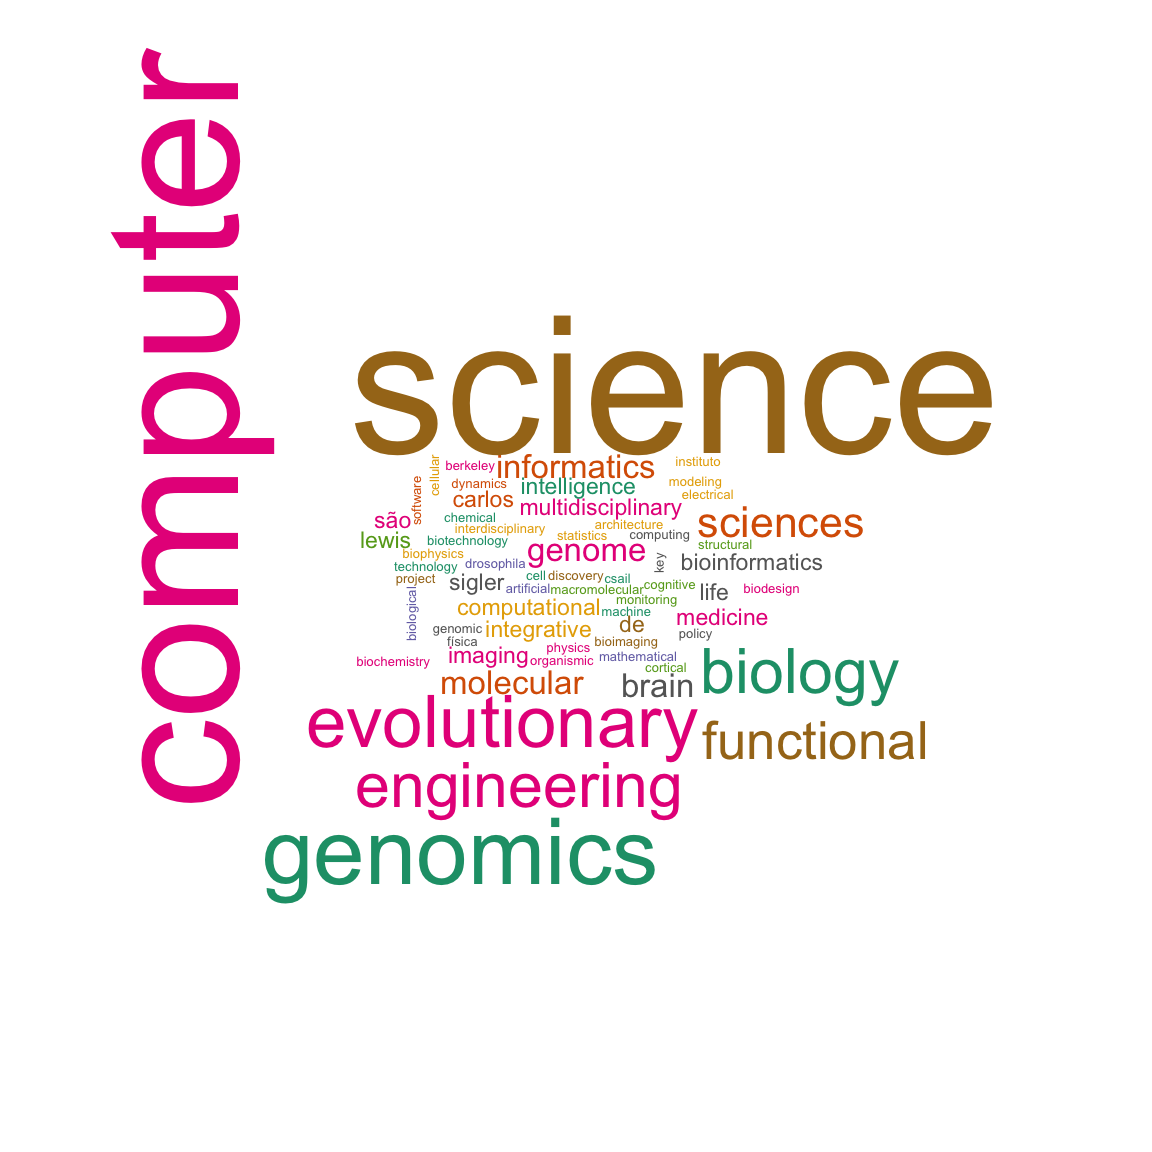 computer
science
cellular
berkeley
informatics
instituto
software
dynamics
intelligence
modeling
electrical
carlos
multidisciplinary
são
chemical
sciences
interdisciplinary
architecture
lewis
biotechnology
statistics
computing
structural
biophysics
genome
key
bioinformatics
technology
drosophila
project
sigler
cell
discovery
csail
artificial
macromolecular
cognitive
life
biodesign
biological
computational
monitoring
machine
medicine
genomic
integrative
de
policy
física
bioimaging
biochemistry
imaging
physics
organismic
mathematical
cortical
biology
molecular
brain
evolutionary
functional
engineering
genomics